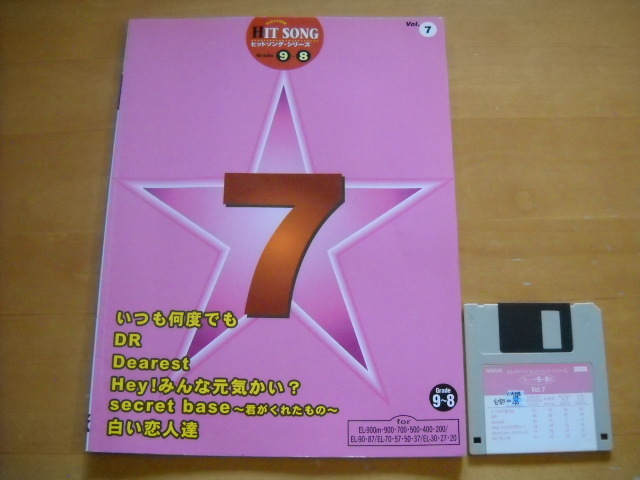 HIT SONG
ヒットソング・シリーズ
Grade 9 8
Vol. 7
7
いつも何度でも
DR
Dearest
Hey!みんな元気かい?
secret base~君がくれたもの~
白い恋人達
Grade
9~8
for
EL-900m・900・700・500・400・200/
EL-90・87/EL-70・57・50・37/EL-30・27・20
Vol.7